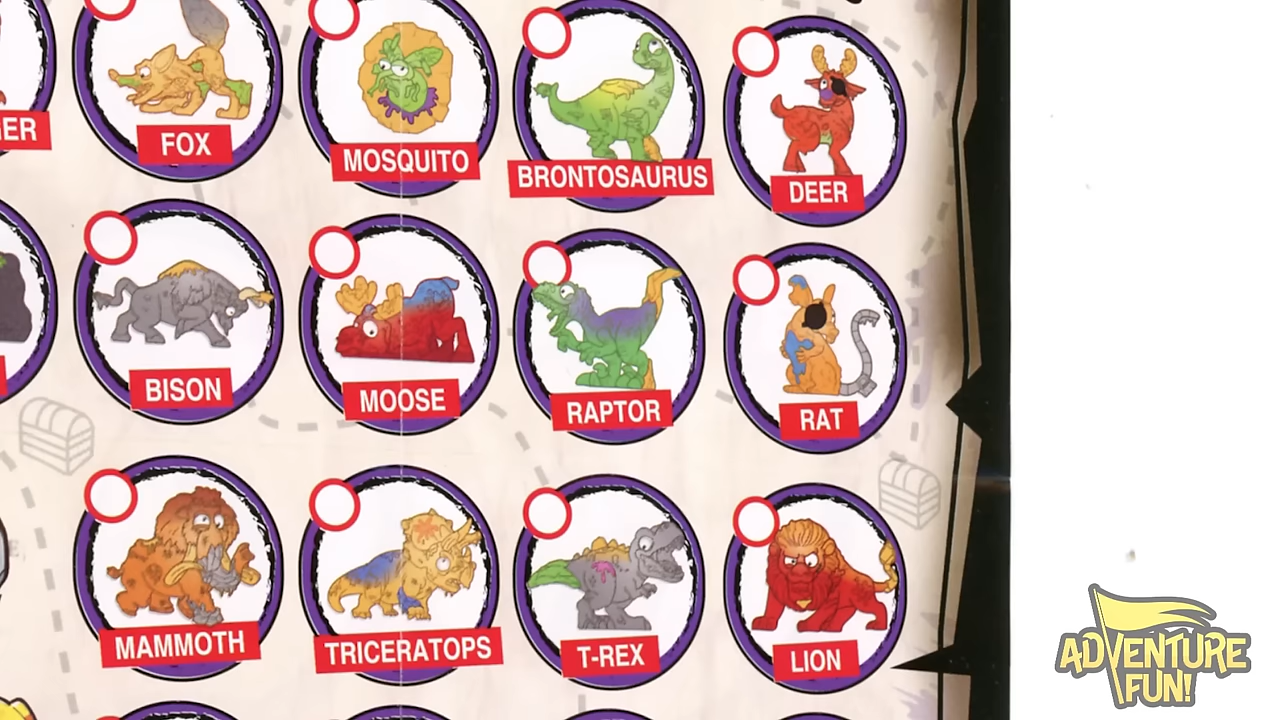 FOX
MOSQUITO
BRONTOSAURUS
DEER
BISON
MOOSE
RAPTOR
RAT
MAMMOTH
TRICERATOPS
T-REX
LION
ADVENTURE
FUN!